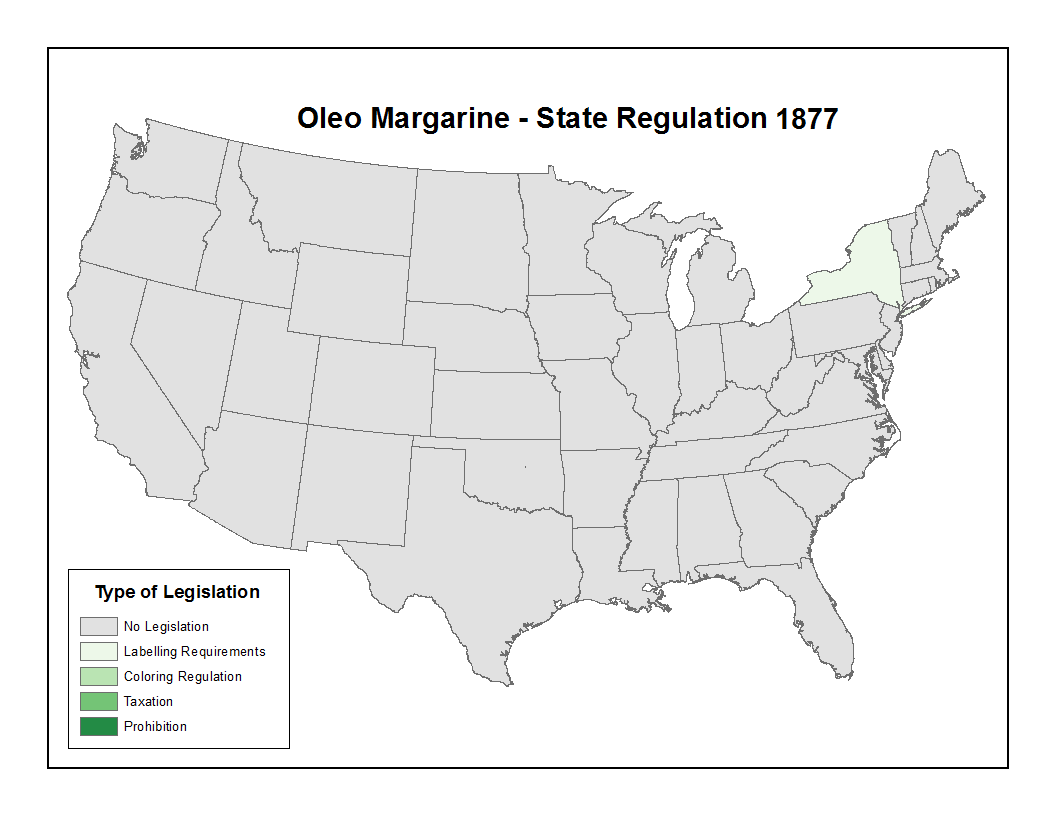 Oleo Margarine - State Regulation 1877
Type of Legislation
No Legislation
Labelling Requirements
Coloring Regulation
Taxation
Prohibition